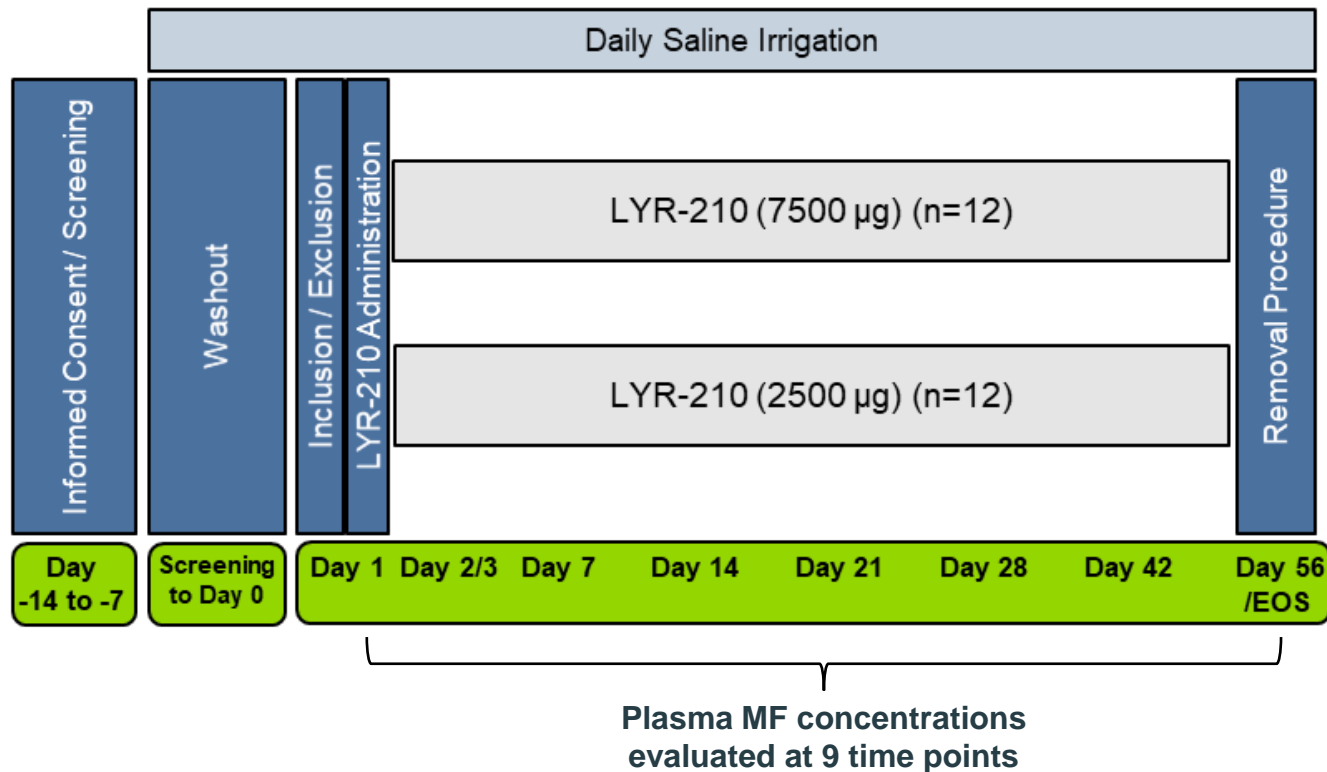 Daily Saline Irrigation
Informed Consent / Screening
Washout
Inclusion / Exclusion
LYR-210 Administration
LYR-210 (7500 µg) (n=12)
LYR-210 (2500 µg) (n=12)
Removal Procedure
Day
-14 to -7
Screening
to Day 0
Day 1
Day 2/3
Day 7
Day 14
Day 21
Day 28
Day 42
Day 56
/EOS
Plasma MF concentrations
evaluated at 9 time points